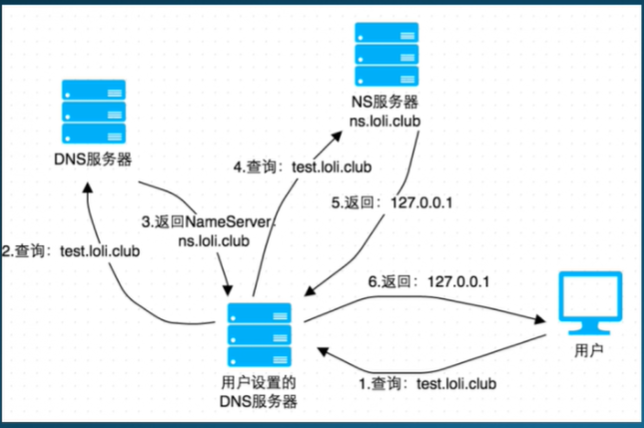 NS服务器
ns.loli.club
DNS服务器
4.查询：test.loli.club
5.返回：127.0.0.1
3.返回NameServer:
ns.loli.club
2.查询：test.loli.club
6.返回：127.0.0.1
用户
用户设置的
DNS服务器
1.查询：test.loli.club